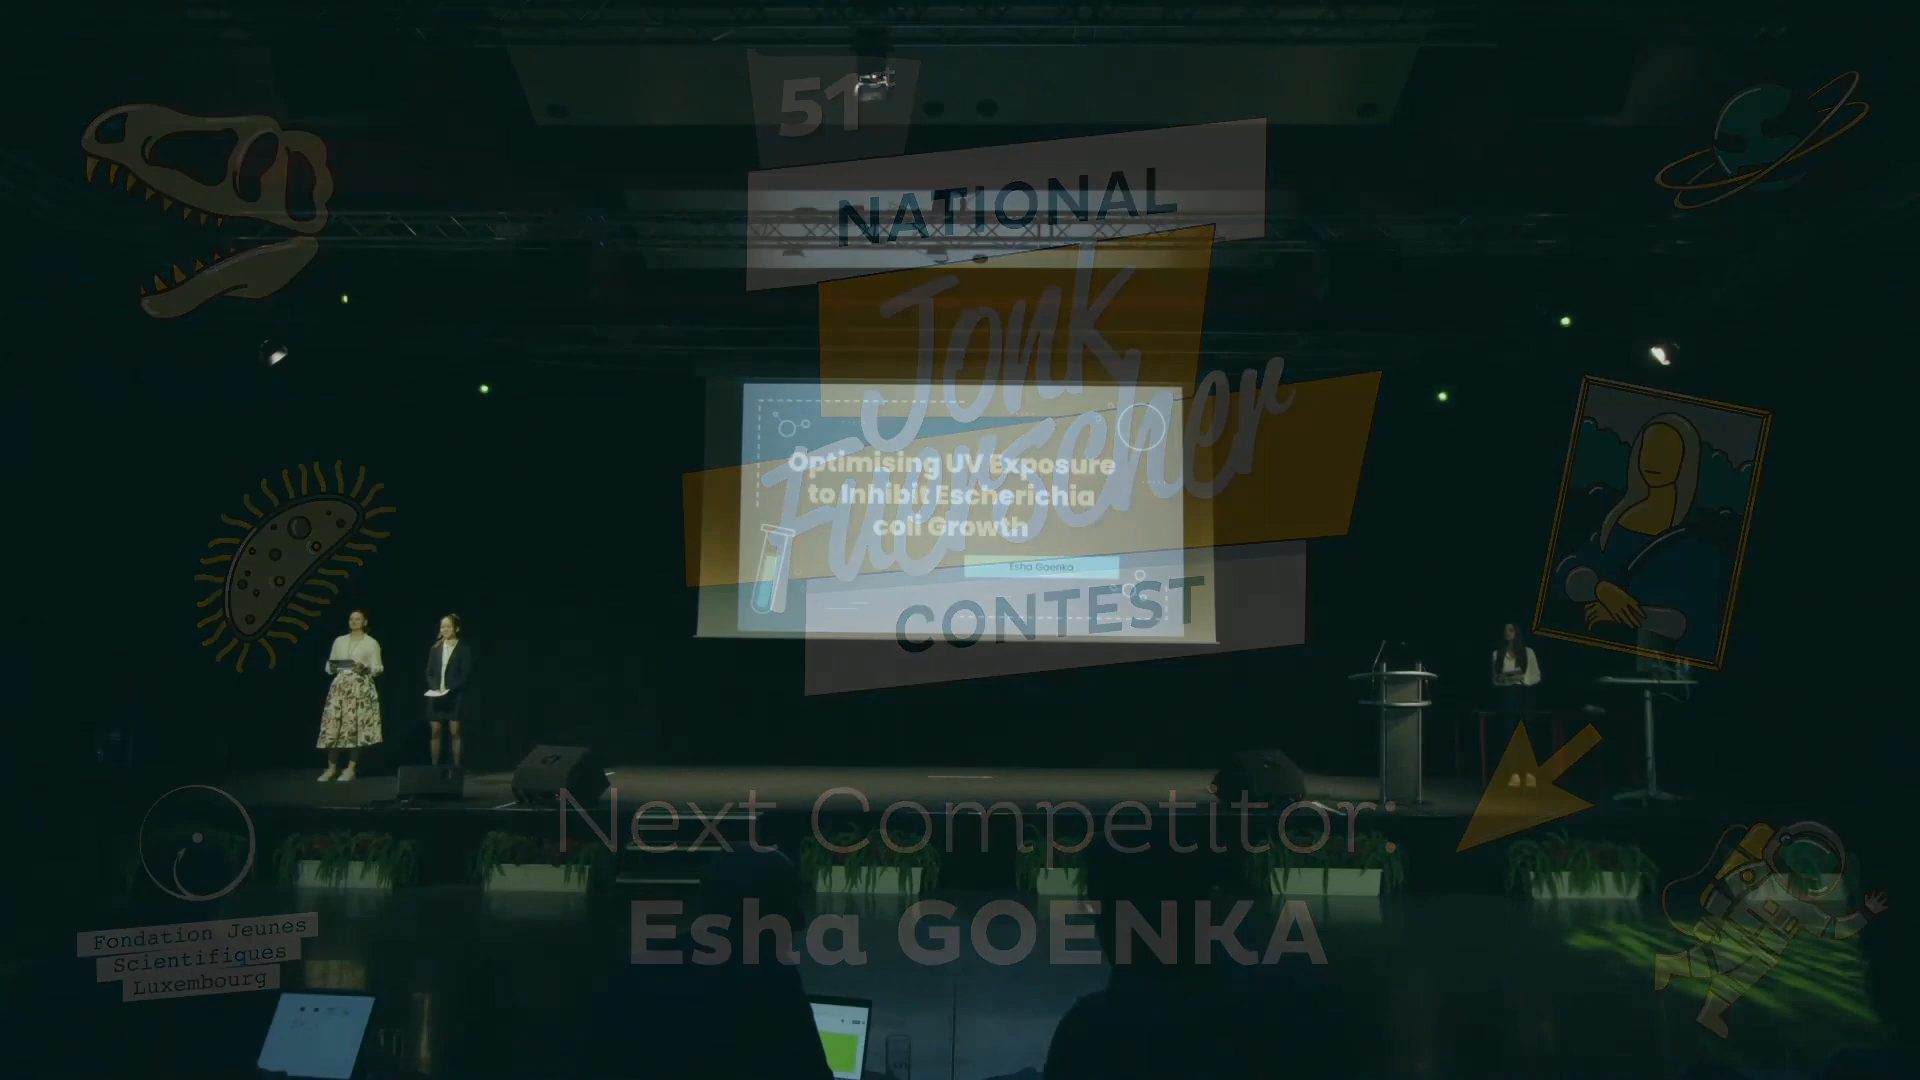 51
NATIONAL
Jonk
Fuerscher
CONTEST
Optimising UV Exposure
to Inhibit Escherichia
coli Growth
Esha Goenka
Next Competitor:
Esha GOENKA
Fondation Jeunes
Scientifiques
Luxembourg